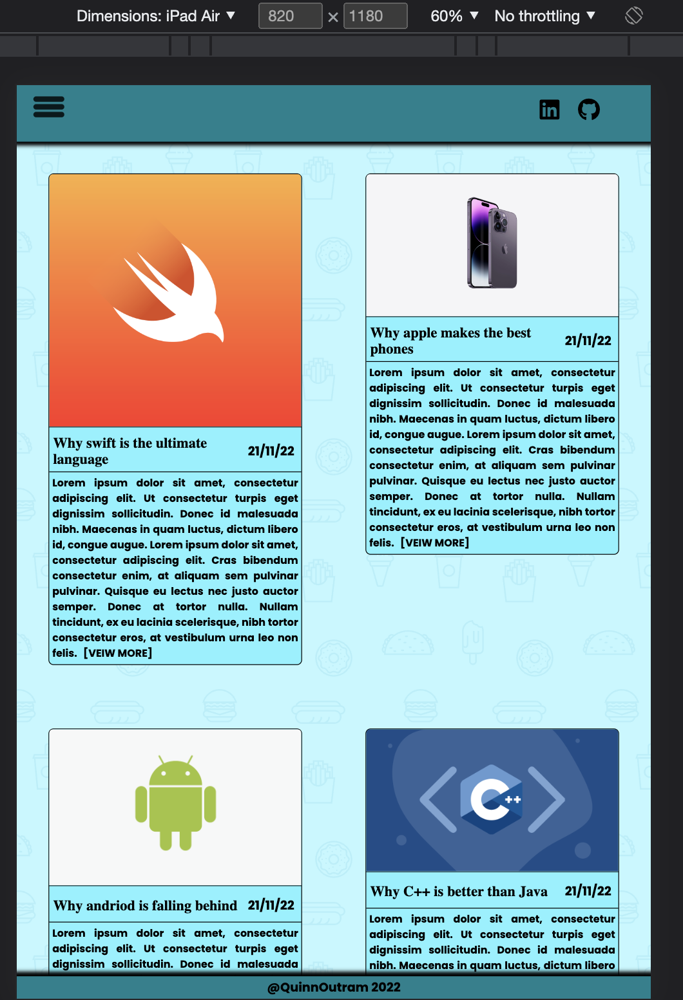 Dimensions: iPad Air ▼ 820 × 1180 60% ▼ No throttling ▼
in
Why swift is the ultimate
language
21/11/22
Lorem ipsum dolor sit amet, consectetur
adipiscing elit. Ut consectetur turpis eget
dignissim sollicitudin. Donec id malesuada
nibh. Maecenas in quam luctus, dictum libero
id, congue augue. Lorem ipsum dolor sit amet,
consectetur adipiscing elit. Cras bibendum
consectetur enim, at aliquam sem pulvinar
pulvinar. Quisque eu lectus nec justo auctor
semper. Donec at tortor nulla. Nullam
tincidunt, ex eu lacinia scelerisque, nibh tortor
consectetur eros, at vestibulum urna leo non
felis. [VEIW MORE]
Why apple makes the best
phones
21/11/22
Lorem ipsum dolor sit amet, consectetur
adipiscing elit. Ut consectetur turpis eget
dignissim sollicitudin. Donec id malesuada
nibh. Maecenas in quam luctus, dictum libero
id, congue augue. Lorem ipsum dolor sit amet,
consectetur adipiscing elit. Cras bibendum
consectetur enim, at aliquam sem pulvinar
pulvinar. Quisque eu lectus nec justo auctor
semper. Donec at tortor nulla. Nullam
tincidunt, ex eu lacinia scelerisque, nibh tortor
consectetur eros, at vestibulum urna leo non
felis. [VEIW MORE]
Why andriod is falling behind 21/11/22
Lorem ipsum dolor sit amet, consectetur
adipiscing elit. Ut consectetur turpis eget
dignissim sollicitudin. Donec id malesuada
C++
Why C++ is better than Java 21/11/22
Lorem ipsum dolor sit amet, consectetur
adipiscing elit. Ut consectetur turpis eget
dignissim sollicitudin. Donec id malesuada
nibh. Maecenas in quam luctus, dictum libero
@QuinnOutram 2022